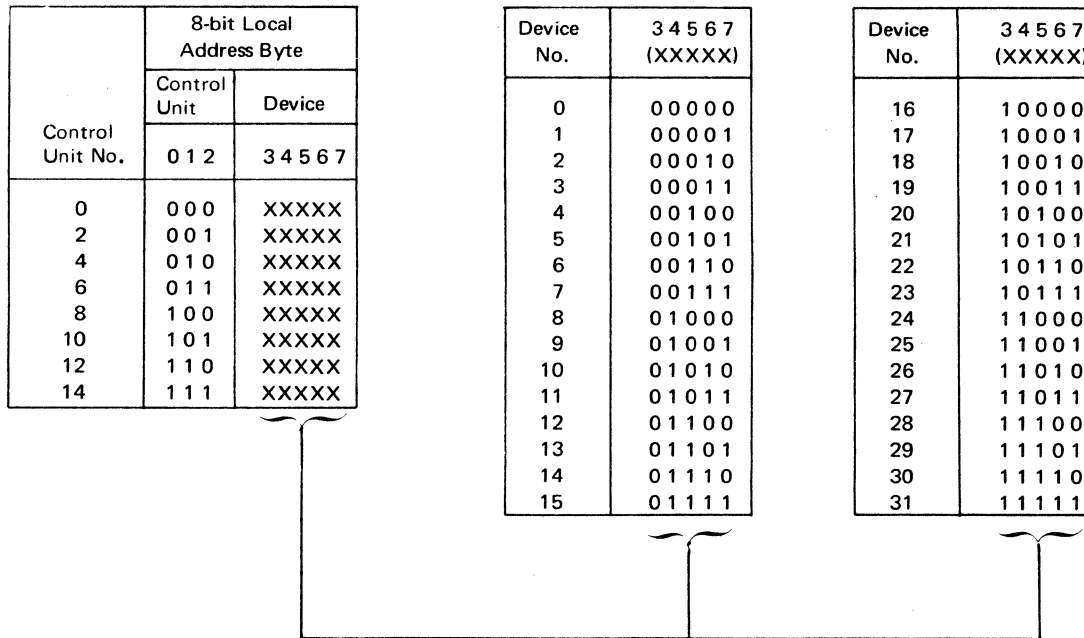 8-bit Local
Address Byte
Control
Unit
Device
Control
Unit No.
0 1 2
3 4 5 6 7
0 0 0 0 XXXXX
2 0 0 1 XXXXX
4 0 1 0 XXXXX
6 0 1 1 XXXXX
8 1 0 0 XXXXX
10 1 0 1 XXXXX
12 1 1 0 XXXXX
14 1 1 1 XXXXX
Device
No.
3 4 5 6 7
(XXXXX)
0 0 0 0 0 0
1 0 0 0 0 1
2 0 0 0 1 0
3 0 0 0 1 1
4 0 0 1 0 0
5 0 0 1 0 1
6 0 0 1 1 0
7 0 0 1 1 1
8 0 1 0 0 0
9 0 1 0 0 1
10 0 1 0 1 0
11 0 1 0 1 1
12 0 1 1 0 0
13 0 1 1 0 1
14 0 1 1 1 0
15 0 1 1 1 1
Device
No.
3 4 5 6 7
(XXXXX)
16 1 0 0 0 0
17 1 0 0 0 1
18 1 0 0 1 0
19 1 0 0 1 1
20 1 0 1 0 0
21 1 0 1 0 1
22 1 0 1 1 0
23 1 0 1 1 1
24 1 1 0 0 0
25 1 1 0 0 1
26 1 1 0 1 0
27 1 1 0 1 1
28 1 1 1 0 0
29 1 1 1 0 1
30 1 1 1 1 0
31 1 1 1 1 1